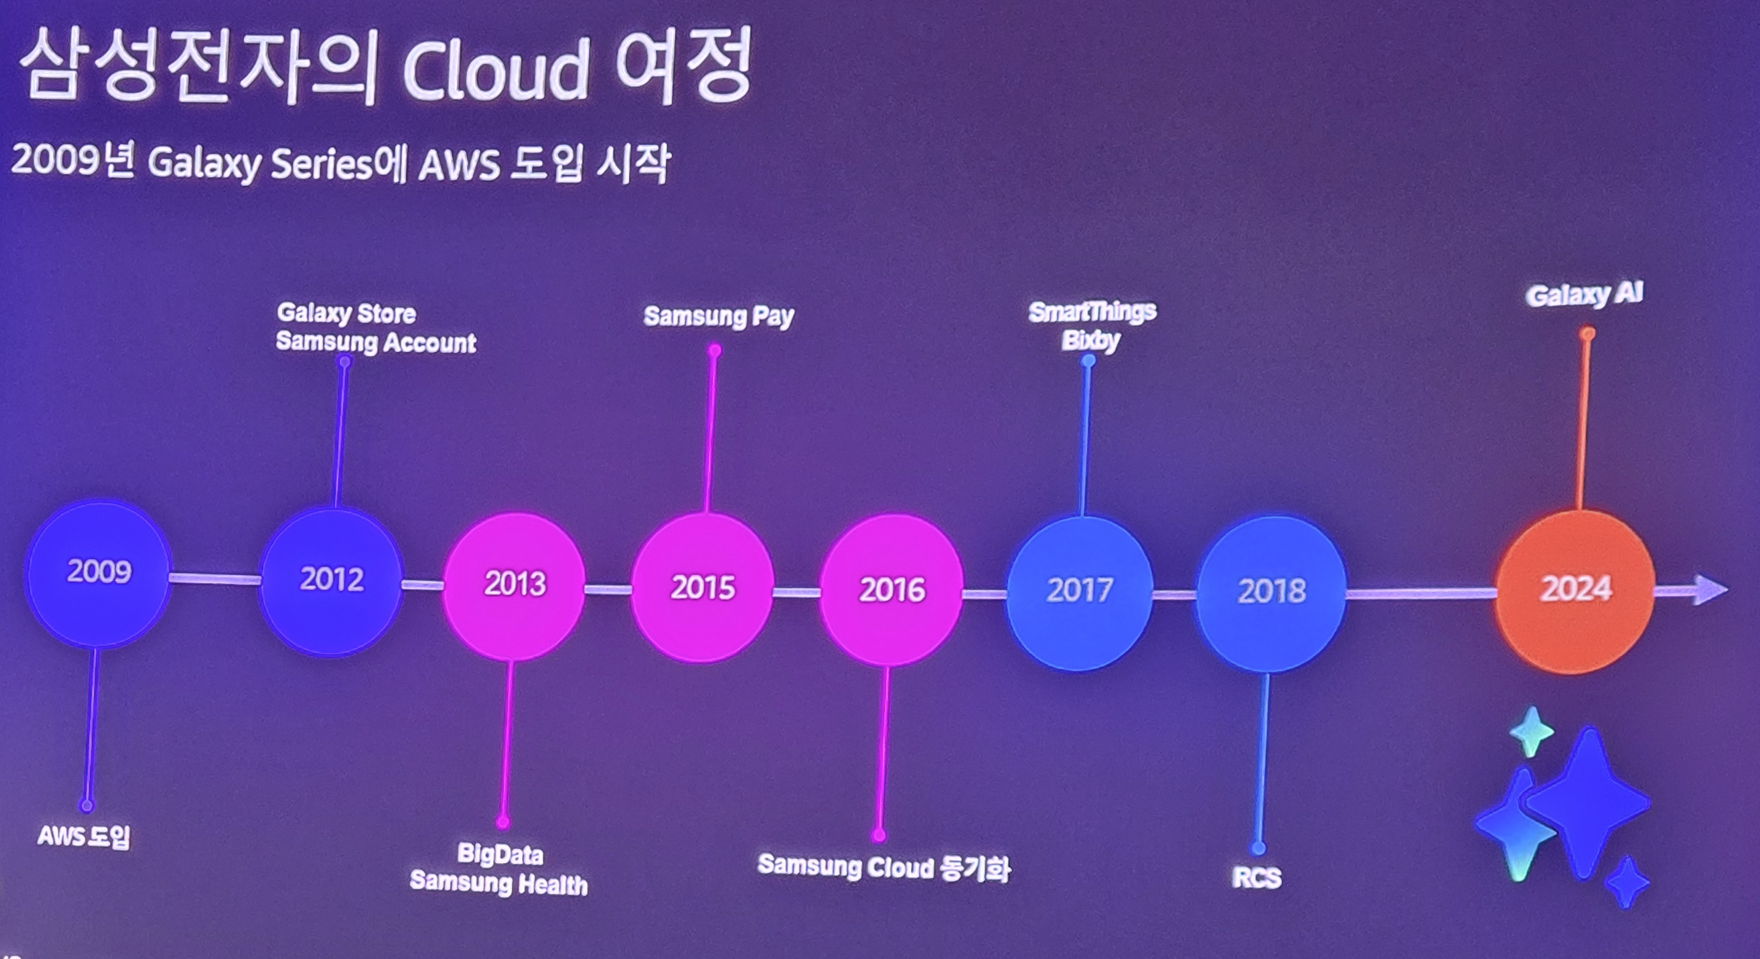 삼성전자의 Cloud 여정
2009년 Galaxy Series에 AWS 도입 시작
Galaxy Store
Samsung Account
Samsung Pay
SmartThings
Bixby
Galaxy AI
2009
2012
2013
2015
2016
2017
2018
2024
AWS 도입
BigData
Samsung Health
Samsung Cloud 동기화
RCS